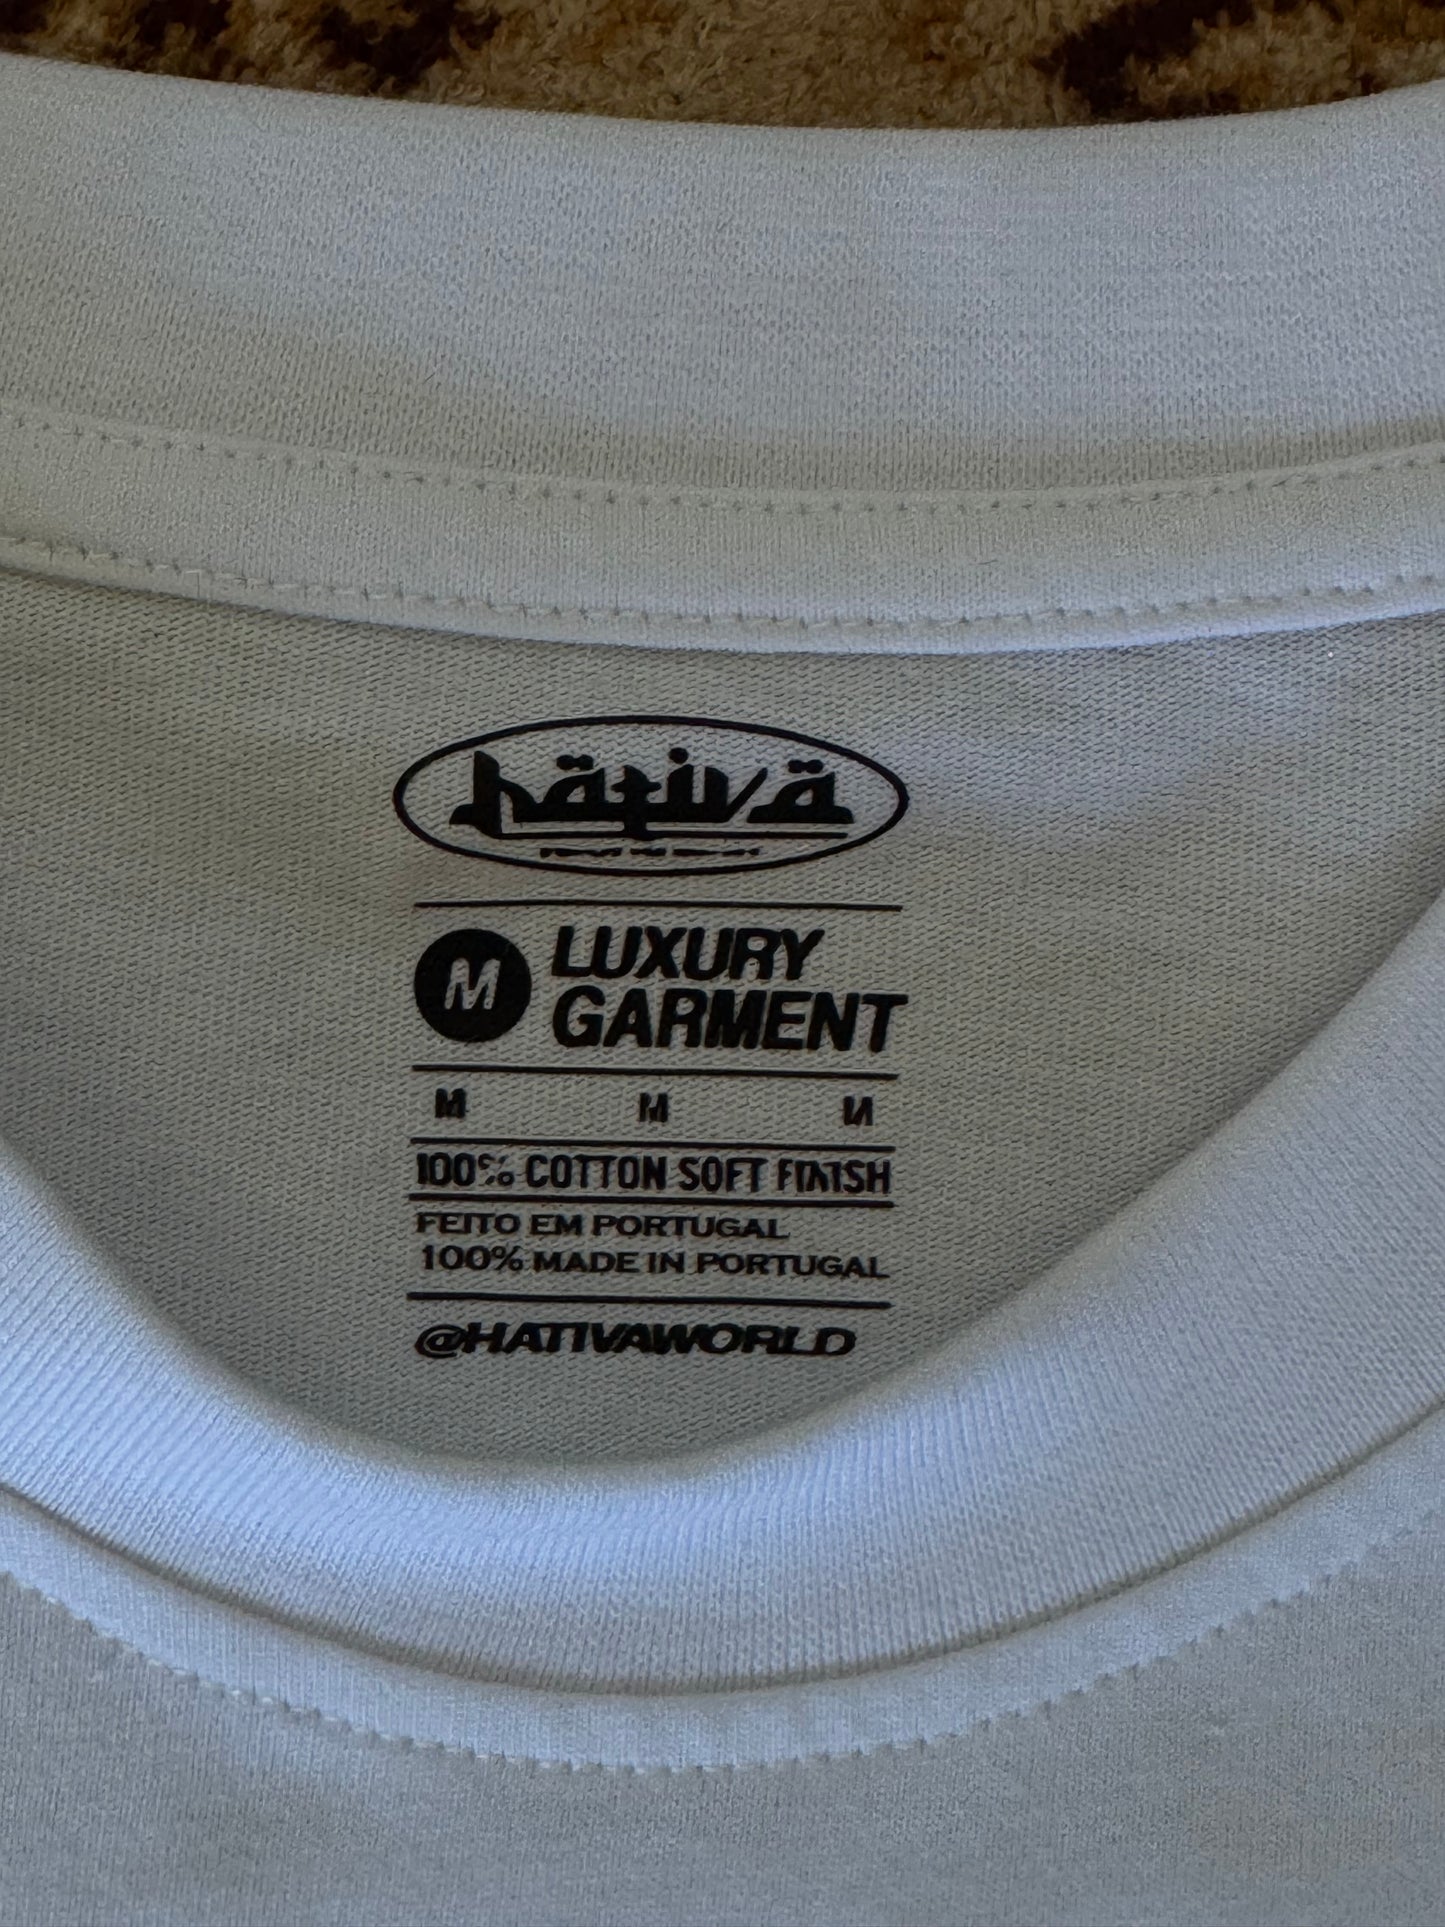 hätivä
M LUXURY
GARMENT
M M M
100% COTTON SOFT FINISH
FEITO EM PORTUGAL
100% MADE IN PORTUGAL
@HATIVAWORLD